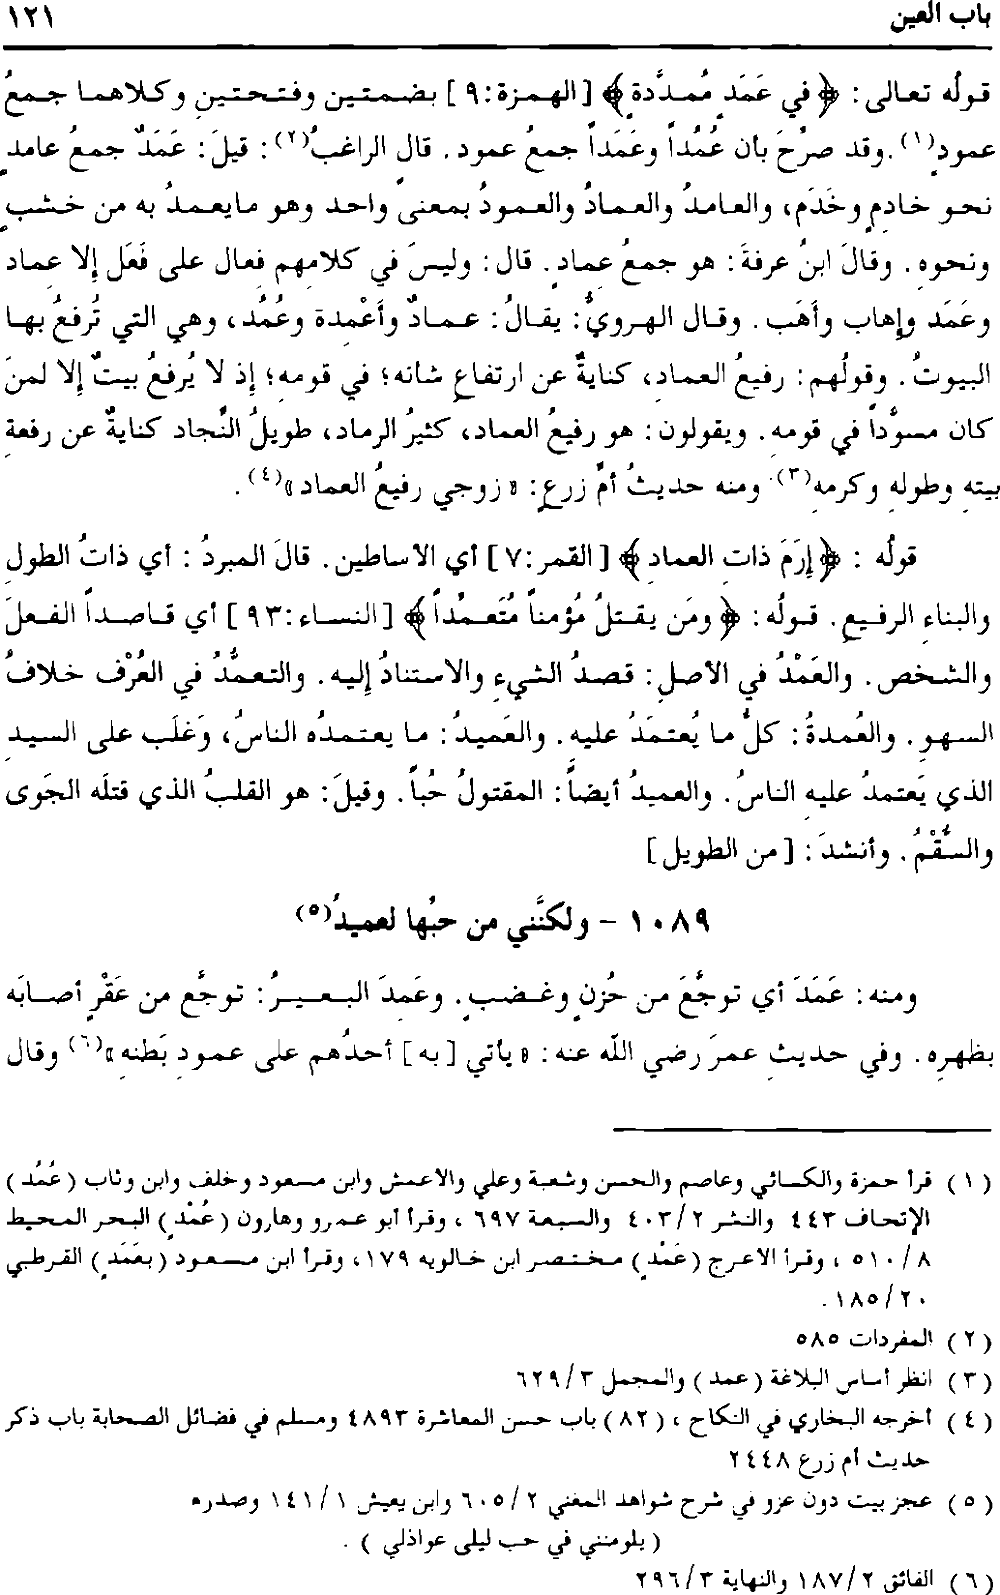 باب العين ١٢١
قولُه تعالى: ﴿في عَمَدٍ مُمدَّدةٍ﴾ [الهمزة:٩] بضمتين وفتحتينِ وكلاهما جمعُ
عمودٍ(١). وقد صرُحَ بأن عُمُداً وعَمَداً جمعُ عمود. قال الراغبُ(٢): قيلَ: عَمَدٌ جمعُ عامدٍ
نحو خادمٍ وخَدَم، والعامدُ والعمادُ والعمودُ بمعنى واحد وهو مايعمدُ به من خشبٍ
ونحوِه. وقالَ ابنُ عرفةَ: هو جمعُ عمادٍ. قال: وليسَ في كلامِهم فعال على فَعَل إلا عماد
وعَمَد وإهاب وأَهَب. وقال الهرويُّ: يقالُ: عمادٌ وأَعْمِدة وعُمُد، وهي التي تُرفعُ بها
البيوتُ. وقولُهم: رفيعُ العمادِ، كنايةٌ عن ارتفاعِ شانه؛ في قومِه؛ إذ لا يُرفعُ بيتٌ إلا لمنَ
كان مسوَّداً في قومه. ويقولون: هو رفيعُ العماد، كثيرُ الرماد، طويلُ النِّجاد كنايةٌ عن رفعةِ
بيتهِ وطولهِ وكرمهِ(٣). ومنه حديثُ أمِّ زرعٍ: «زوجي رفيعُ العماد»(٤).
قولُه : ﴿إِرَمَ ذاتِ العمادِ﴾ [القمر:٧] أي الأساطين. قالَ المبردُ : أي ذاتُ الطول
والبناءِ الرفيعِ. قولُه: ﴿ومَن يقتلُ مُؤمناً مُتَعمِّداً﴾ [النساء:٩٣] أي قاصداً الفعلَ
والشخص. والعَمْدُ في الأصلِ: قصدُ الشيءِ والاستنادُ إليه. والتعمُّدُ في العُرْف خلافُ
السهوِ. والعُمدةُ: كلُّ ما يُعتمَدُ عليهِ. والعَميدُ: ما يعتمدُه الناسُ، وَغلَب على السيدِ
الذي يَعتمدُ عليه الناسُ. والعميدُ أيضاً: المقتولُ حُباً. وقيلَ: هو القلبُ الذي قتلَه الجَوى
والسُّقْمُ. وأنشدَ: [من الطويل]
١٠٨٩ - ولكنَّني من حبُها لعميدُ(٥)
ومنه: عَمَدَ أي توجَّعَ من حُزنٍ وغضبٍ. وعَمِدَ البعيرُ: توجَّع من عَقْرٍ أصابَه
بظهرِه. وفي حديثِ عمرَ رضي اللّه عنه: «يأتي [به] أحدُهم على عمودِ بَطنهِ»(٦) وقال
(١) قرأ حمزة والكسائي وعاصم والحسن وشعبة وعلي والأعمش وابن مسعود وخلف وابن وثاب (عُمُد)
الإتحاف ٤٤٣ والنشر ٤٠٣/٢ والسبعة ٦٩٧، وقرأ أبو عمرو وهارون (عُمْدٍ) البحر المحيط
٥١٠/٨، وقرأ الأعرج (عَمْدٍ) مختصر ابن خالويه ١٧٩، وقرأ ابن مسعود (بعَمَدٍ) القرطبي
١٨٥/٢٠.
(٢) المفردات ٥٨٥
(٣) انظر أساس البلاغة (عمد) والمجمل ٦٢٩/٣
(٤) أخرجه البخاري في النكاح، (٨٢) باب حسن المعاشرة ٤٨٩٣ ومسلم في فضائل الصحابة باب ذكر
حديث أم زرع ٢٤٤٨
(٥) عجز بيت دون عزو في شرح شواهد المغني ٦٠٥/٢ وابن يعيش ١٤١/١ وصدره
(يلومنني في حب ليلى عواذلي).
(٦) الفائق ١٨٧/٢ والنهاية ٢٩٦/٣